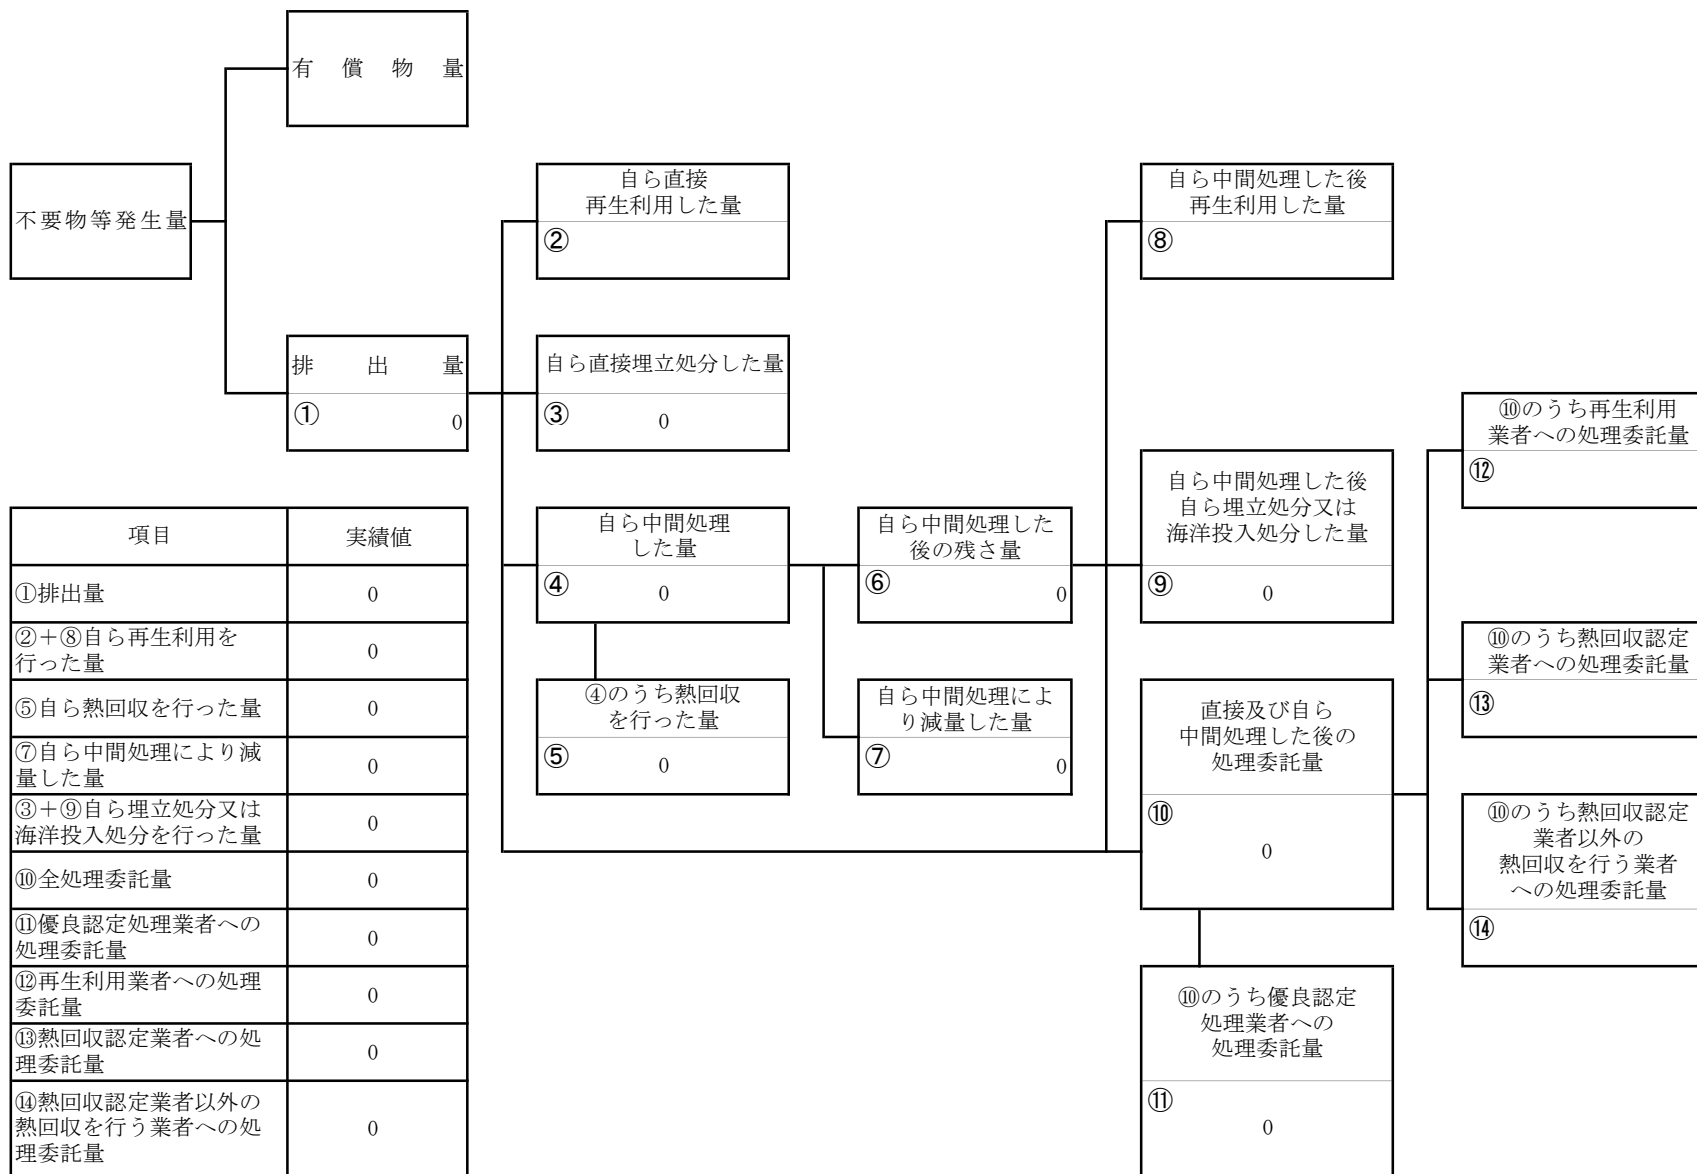 有償物量
不要物等発生量
自ら直接
再生利用した量
②
自ら中間処理した後
再生利用した量
⑧
排出量
①
0
自ら直接埋立処分した量
③
0
⑩のうち再生利用
業者への処理委託量
⑫
自ら中間処理
した量
④
0
自ら中間処理した
後の残さ量
⑥
0
自ら中間処理した後
自ら埋立処分又は
海洋投入処分した量
⑨
0
⑩のうち熱回収認定
業者への処理委託量
⑬
④のうち熱回収
を行った量
⑤
0
自ら中間処理によ
り減量した量
⑦
0
直接及び自ら
中間処理した後の
処理委託量
⑩
0
⑩のうち熱回収認定
業者以外の
熱回収を行う業者
への処理委託量
⑭
⑩のうち優良認定
処理業者への
処理委託量
⑪
0
項目 実績値
①排出量 0
②+⑧自ら再生利用を
行った量
0
⑤自ら熱回収を行った量 0
⑦自ら中間処理により減
量した量
0
③+⑨自ら埋立処分又は
海洋投入処分を行った量
0
⑩全処理委託量 0
⑪優良認定処理業者への
処理委託量
0
⑫再生利用業者への処理
委託量
0
⑬熱回収認定業者への処
理委託量
0
⑭熱回収認定業者以外の
熱回収を行う業者への処
理委託量
0